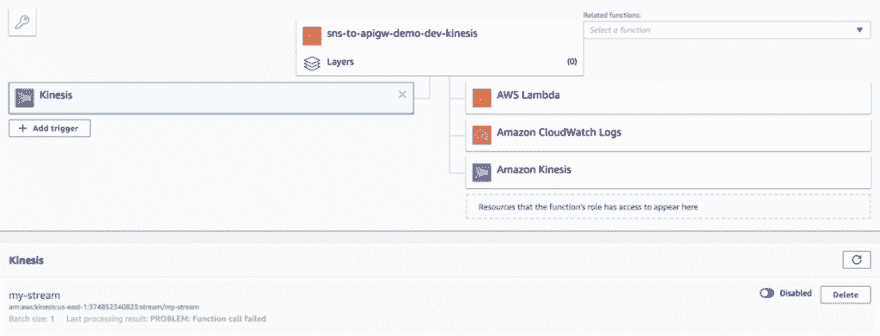 Related functions:
sns-to-apigw-demo-dev-kinesis
Select a function
Layers (0)
Kinesis
AWS Lambda
+ Add trigger
Amazon CloudWatch Logs
Amazon Kinesis
Resources that the function's role has access to appear here
Kinesis
my-stream
Disabled
Delete
arn:aws:kinesis:us-east-1:374852340823:stream/my-stream
Batch size: 1 Last processing result: PROBLEM: Function call failed